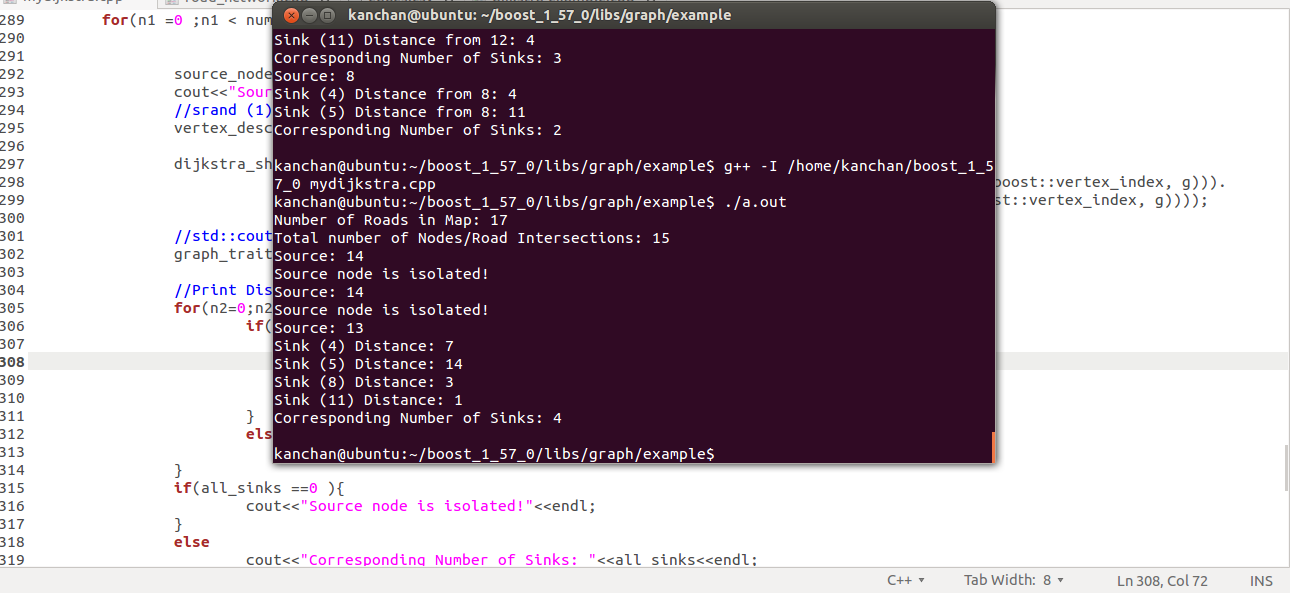 kanchan@ubuntu: ~/boost_1_57_0/libs/graph/example
Sink (11) Distance from 12: 4
Corresponding Number of Sinks: 3
Source: 8
Sink (4) Distance from 8: 4
Sink (5) Distance from 8: 11
Corresponding Number of Sinks: 2
kanchan@ubuntu:~/boost_1_57_0/libs/graph/example$ g++ -I /home/kanchan/boost_1_5
7_0 mydijkstra.cpp
kanchan@ubuntu:~/boost_1_57_0/libs/graph/example$ ./a.out
Number of Roads in Map: 17
Total number of Nodes/Road Intersections: 15
Source: 14
Source node is isolated!
Source: 14
Source node is isolated!
Source: 13
Sink (4) Distance: 7
Sink (5) Distance: 14
Sink (8) Distance: 3
Sink (11) Distance: 1
Corresponding Number of Sinks: 4
kanchan@ubuntu:~/boost_1_57_0/libs/graph/example$
289 for(n1 =0 ;n1 < num
290
291
292 source_node
293 cout<<"Sour
294 //srand (1)
295 vertex_desc
296
297 dijkstra_sh
298 boost::vertex_index, g))).
299 st::vertex_index, g))));
300
301 //std::cout
302 graph_trait
303
304 //Print Dis
305 for(n2=0;n2
306 if(
307
308
309
310
311 }
312 els
313
314 }
315 if(all_sinks ==0 ){
316 cout<<"Source node is isolated!"<<endl;
317 }
318 else
319 cout<<"Corresponding Number of Sinks: "<<all_sinks<<endl;
C++ Tab Width: 8 Ln 308, Col 72 INS